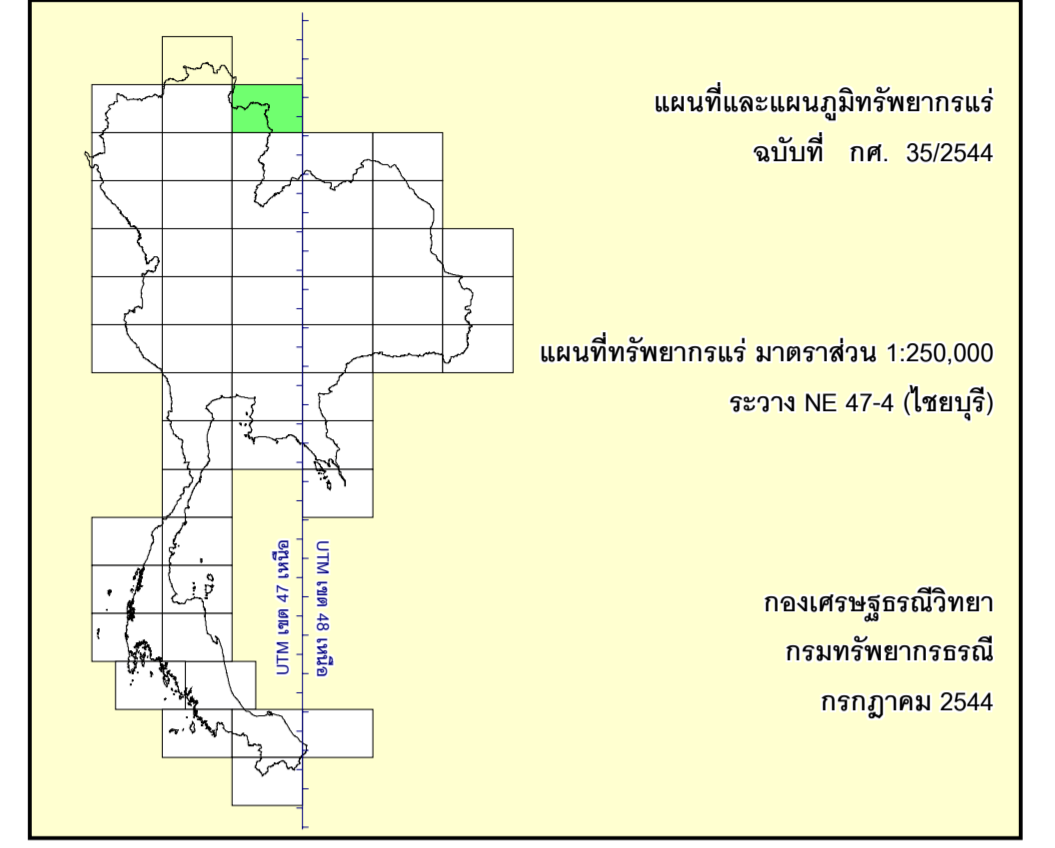 แผนที่และแผนภูมิทรัพยากรแร่
ฉบับที่ กศ. 35/2544
แผนที่ทรัพยากรแร่ มาตราส่วน 1:250,000
ระวาง NE 47-4 (ไชยบุรี)
UTM เขต 47 เหนือ
UTM เขต 48 เหนือ
กองเศรษฐธรณีวิทยา
กรมทรัพยากรธรณี
กรกฎาคม 2544